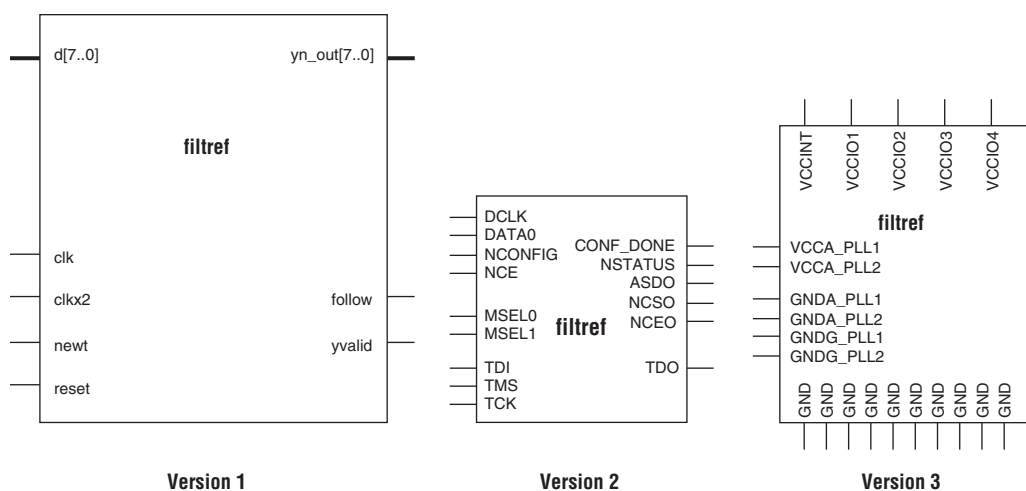 d[7..0]
yn_out[7..0]
filtref
clk
clkx2
follow
newt
yvalid
reset
Version 1
DCLK
DATA0
NCONFIG
NCE
CONF_DONE
NSTATUS
ASDO
NCSO
NCEO
MSEL0
MSEL1
filtref
TDI
TMS
TCK
TDO
Version 2
VCCINT
VCCIO1
VCCIO2
VCCIO3
VCCIO4
filtref
VCCA_PLL1
VCCA_PLL2
GNDA_PLL1
GNDA_PLL2
GNDG_PLL1
GNDG_PLL2
GND
GND
GND
GND
GND
GND
GND
GND
GND
GND
Version 3